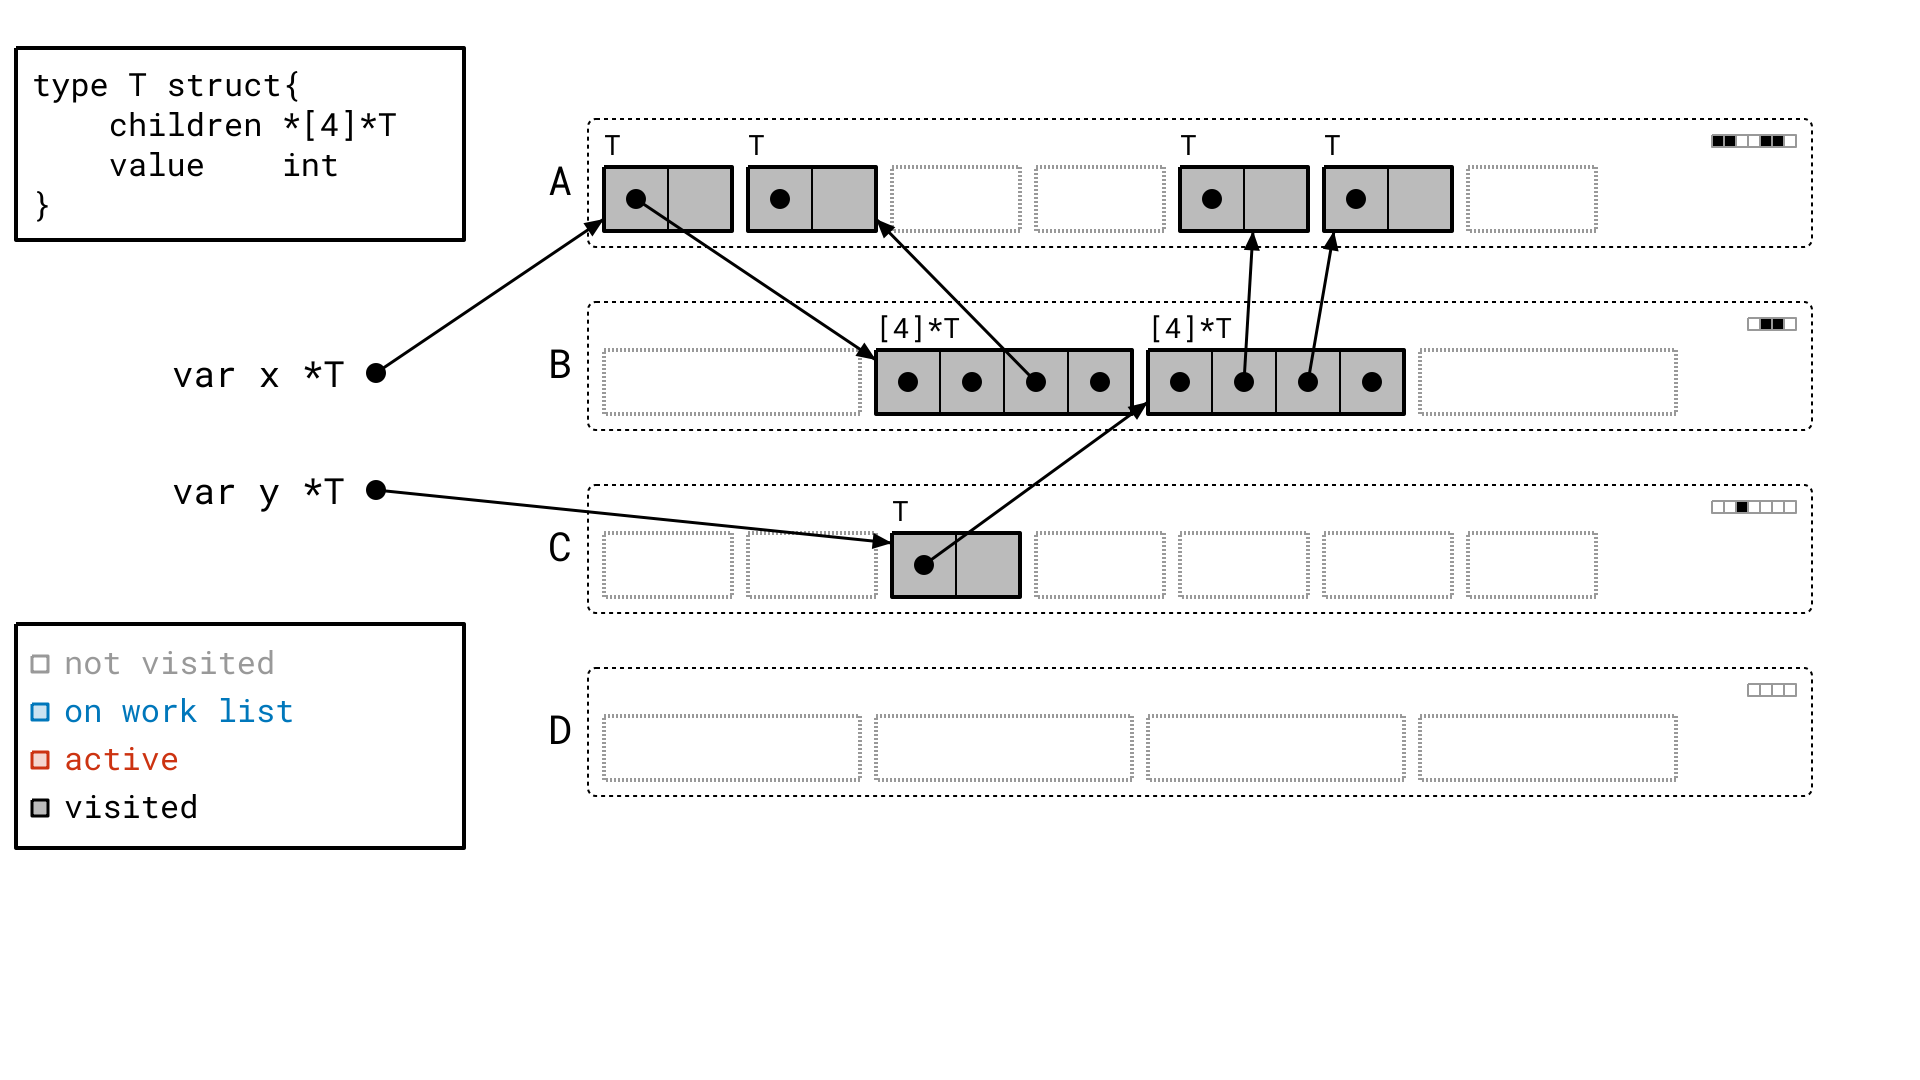 type T struct{
    children *[4]*T
    value    int
}
T T T T
A
[4]*T [4]*T
B
var x *T
var y *T
T
C
not visited
on work list
active
visited
D